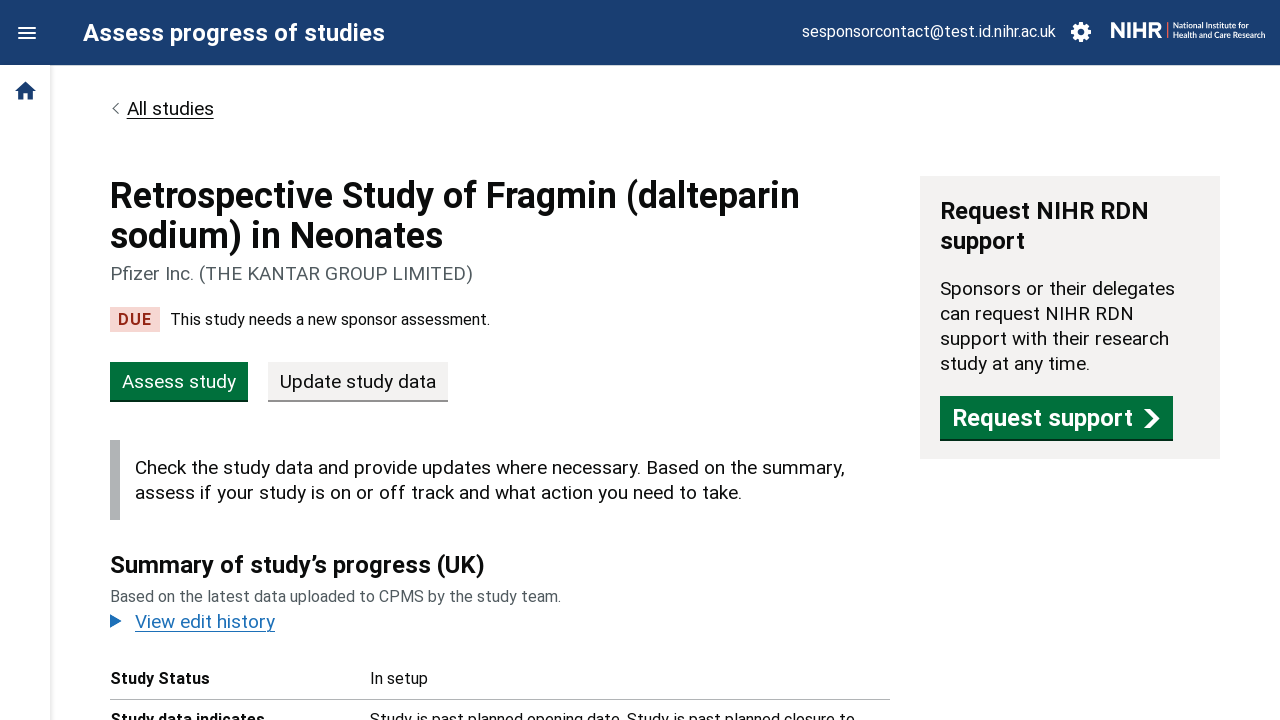 Assess progress of studies
sesponsorcontact@test.id.nihr.ac.uk
NIHR | National Institute for
Health and Care Research
All studies
Retrospective Study of Fragmin (dalteparin
sodium) in Neonates
Pfizer Inc. (THE KANTAR GROUP LIMITED)
DUE This study needs a new sponsor assessment.
Assess study
Update study data
Check the study data and provide updates where necessary. Based on the summary,
assess if your study is on or off track and what action you need to take.
Summary of study’s progress (UK)
Based on the latest data uploaded to CPMS by the study team.
View edit history
Study Status In setup
Study data indicates Study is past planned opening date, Study is past planned closure to
Request NIHR RDN
support
Sponsors or their delegates
can request NIHR RDN
support with their research
study at any time.
Request support